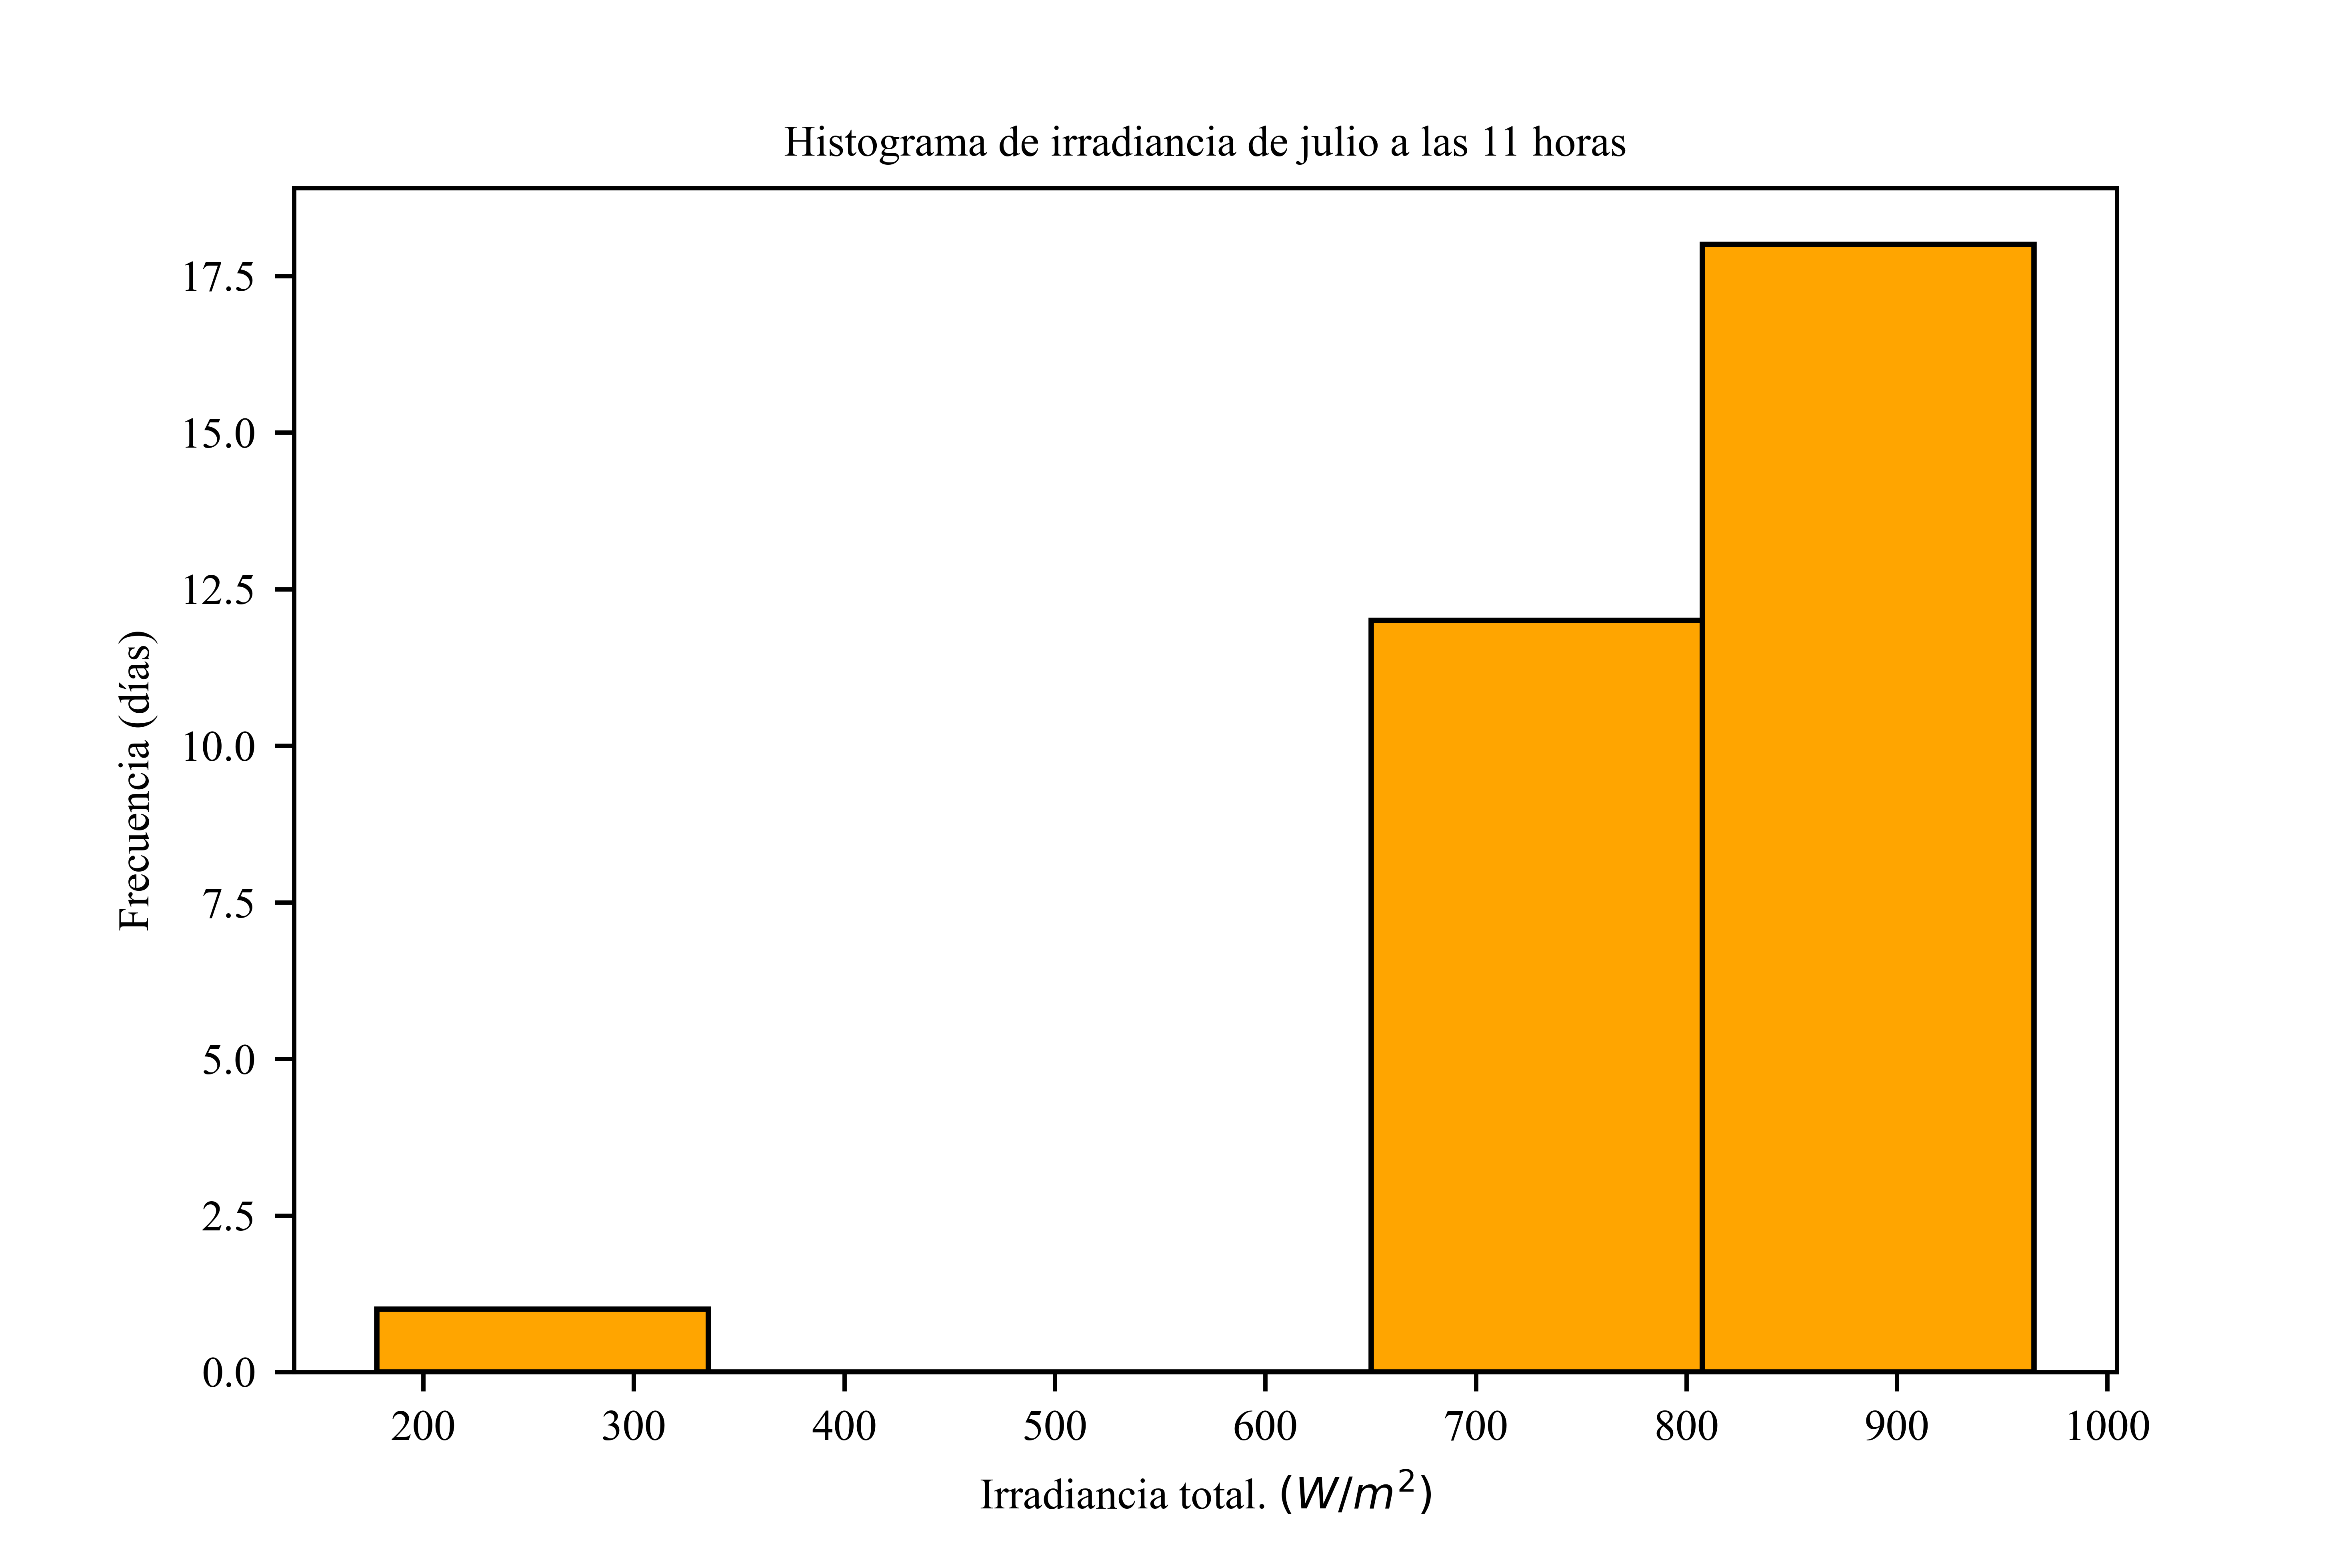 Histograma de irradiancia de julio a las 11 horas
Frecuencia (días)
17.5
15.0
12.5
10.0
7.5
5.0
2.5
0.0
200 300 400 500 600 700 800 900 1000
Irradiancia total. (W/m²)